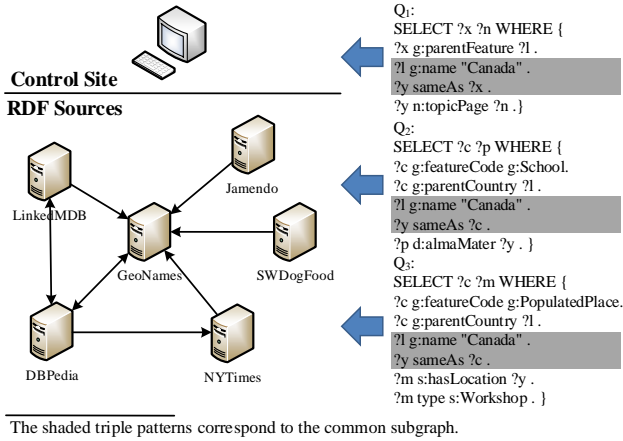 Control Site
RDF Sources
LinkedMDB
Jamendo
GeoNames
SWDogFood
DBPedia
NYTimes
Q₁:
SELECT ?x ?n WHERE {
?x g:parentFeature ?l .
?l g:name "Canada" .
?y sameAs ?x .
?y n:topicPage ?n .}
Q₂:
SELECT ?c ?p WHERE {
?c g:featureCode g:School.
?c g:parentCountry ?l .
?l g:name "Canada" .
?y sameAs ?c .
?p d:almaMater ?y . }
Q₃:
SELECT ?c ?m WHERE {
?c g:featureCode g:PopulatedPlace.
?c g:parentCountry ?l .
?l g:name "Canada" .
?y sameAs ?c .
?m s:hasLocation ?y .
?m type s:Workshop . }
The shaded triple patterns correspond to the common subgraph.